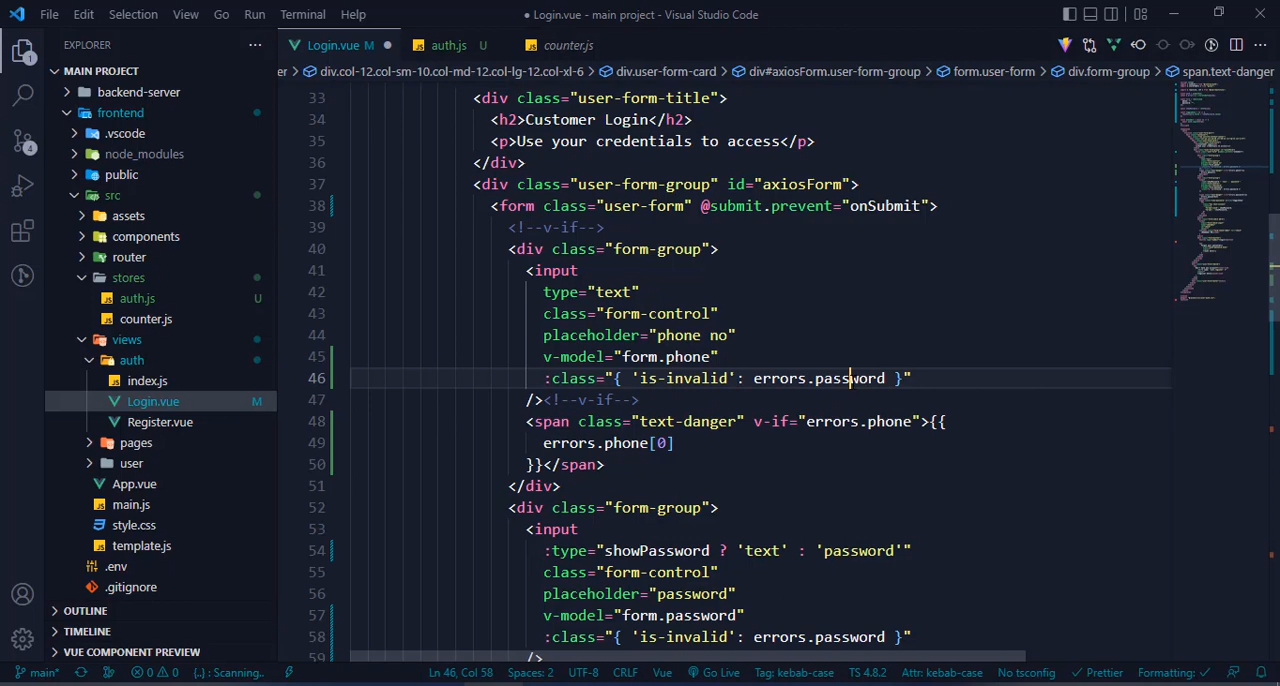 File Edit Selection View Go Run Terminal Help
● Login.vue - main project - Visual Studio Code
EXPLORER
MAIN PROJECT
backend-server
frontend
.vscode
node_modules
public
src
assets
components
router
stores
auth.js U
counter.js
views
auth
index.js
Login.vue M
Register.vue
pages
user
App.vue
main.js
style.css
template.js
.env
.gitignore
OUTLINE
TIMELINE
VUE COMPONENT PREVIEW
1
4
Login.vue M ●
auth.js U
counter.js
er > div.col-12.col-sm-10.col-md-12.col-lg-12.col-xl-6 > div.user-form-card > div#axiosForm.user-form-group > form.user-form > div.form-group > span.text-danger
33 <div class="user-form-title">
34 <h2>Customer Login</h2>
35 <p>Use your credentials to access</p>
36 </div>
37 <div class="user-form-group" id="axiosForm">
38 <form class="user-form" @submit.prevent="onSubmit">
39 <!--v-if-->
40 <div class="form-group">
41 <input
42 type="text"
43 class="form-control"
44 placeholder="phone no"
45 v-model="form.phone"
46 :class="{ 'is-invalid': errors.password }"
47 /><!--v-if-->
48 <span class="text-danger" v-if="errors.phone">{{
49 errors.phone[0]
50 }}</span>
51 </div>
52 <div class="form-group">
53 <input
54 :type="showPassword ? 'text' : 'password'"
55 class="form-control"
56 placeholder="password"
57 v-model="form.password"
58 :class="{ 'is-invalid': errors.password }"
59 />
main* 0 0 {..} : Scanning.. Ln 46, Col 58 Spaces: 2 UTF-8 CRLF Vue Go Live Tag: kebab-case TS 4.8.2 Attr: kebab-case No tsconfig Prettier Formatting: ✓